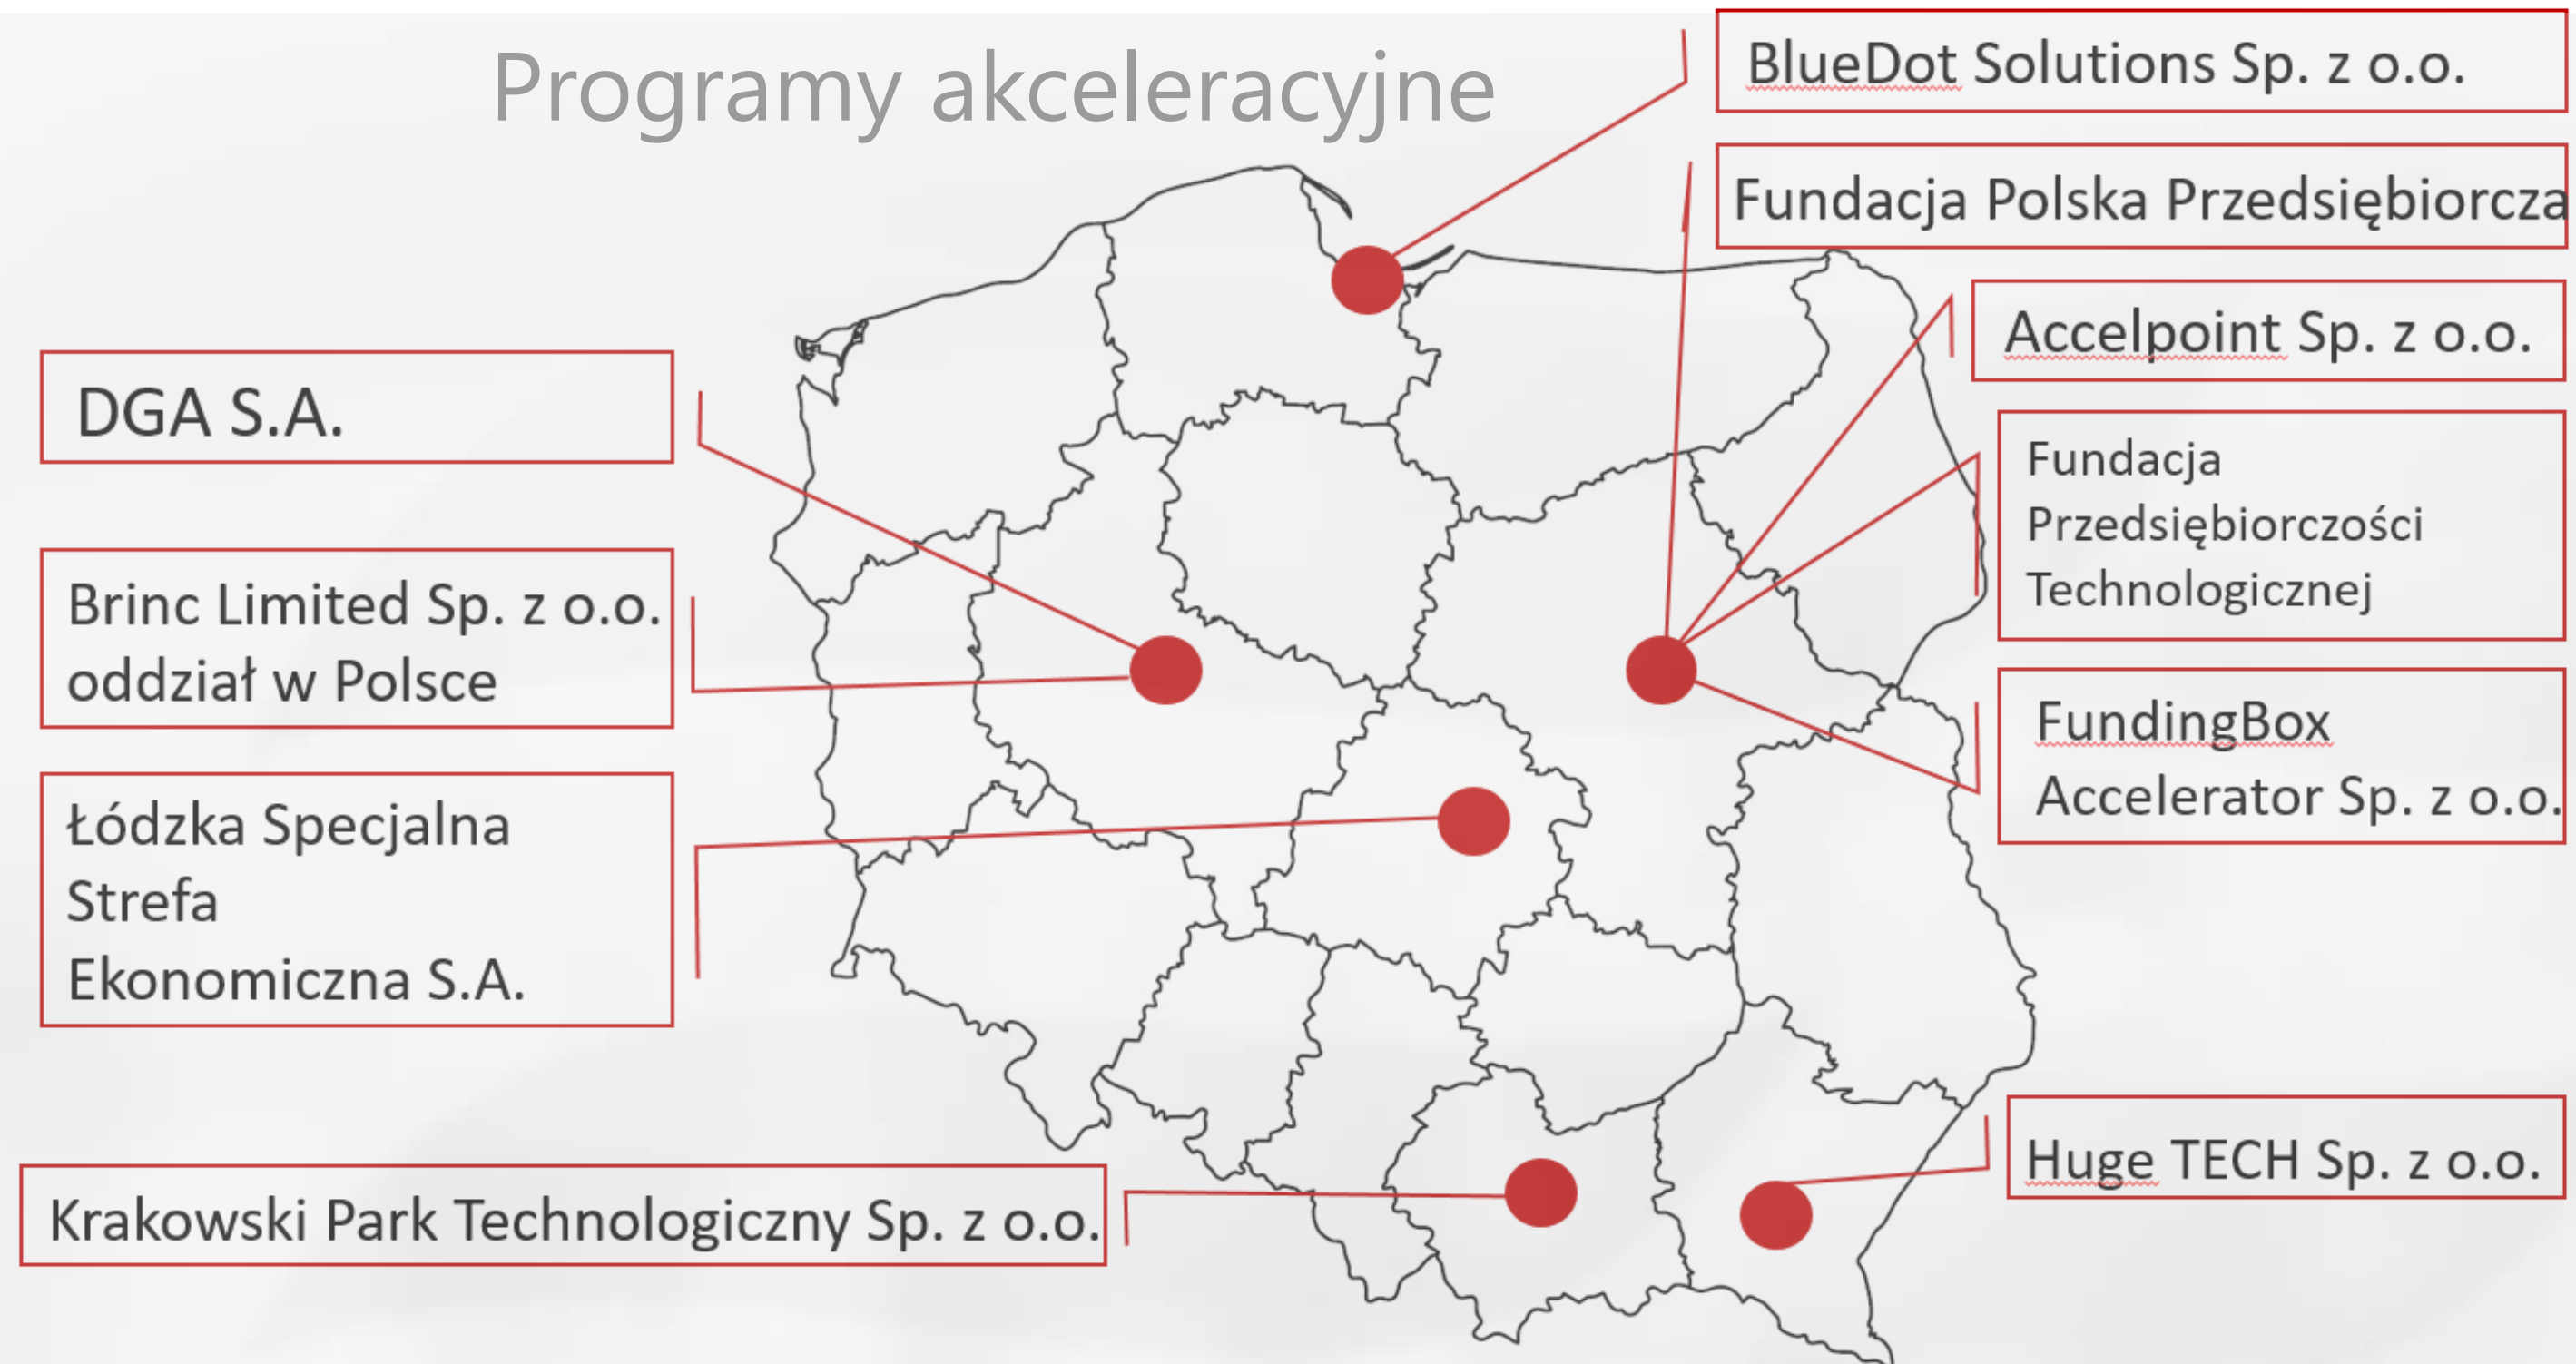 Programy akceleracyjne
BlueDot Solutions Sp. z o.o.
Fundacja Polska Przedsiębiorcza
Accelpoint Sp. z o.o.
Fundacja
Przedsiębiorczości
Technologicznej
FundingBox
Accelerator Sp. z o.o.
Huge TECH Sp. z o.o.
DGA S.A.
Brinc Limited Sp. z o.o.
oddział w Polsce
Łódzka Specjalna
Strefa
Ekonomiczna S.A.
Krakowski Park Technologiczny Sp. z o.o.